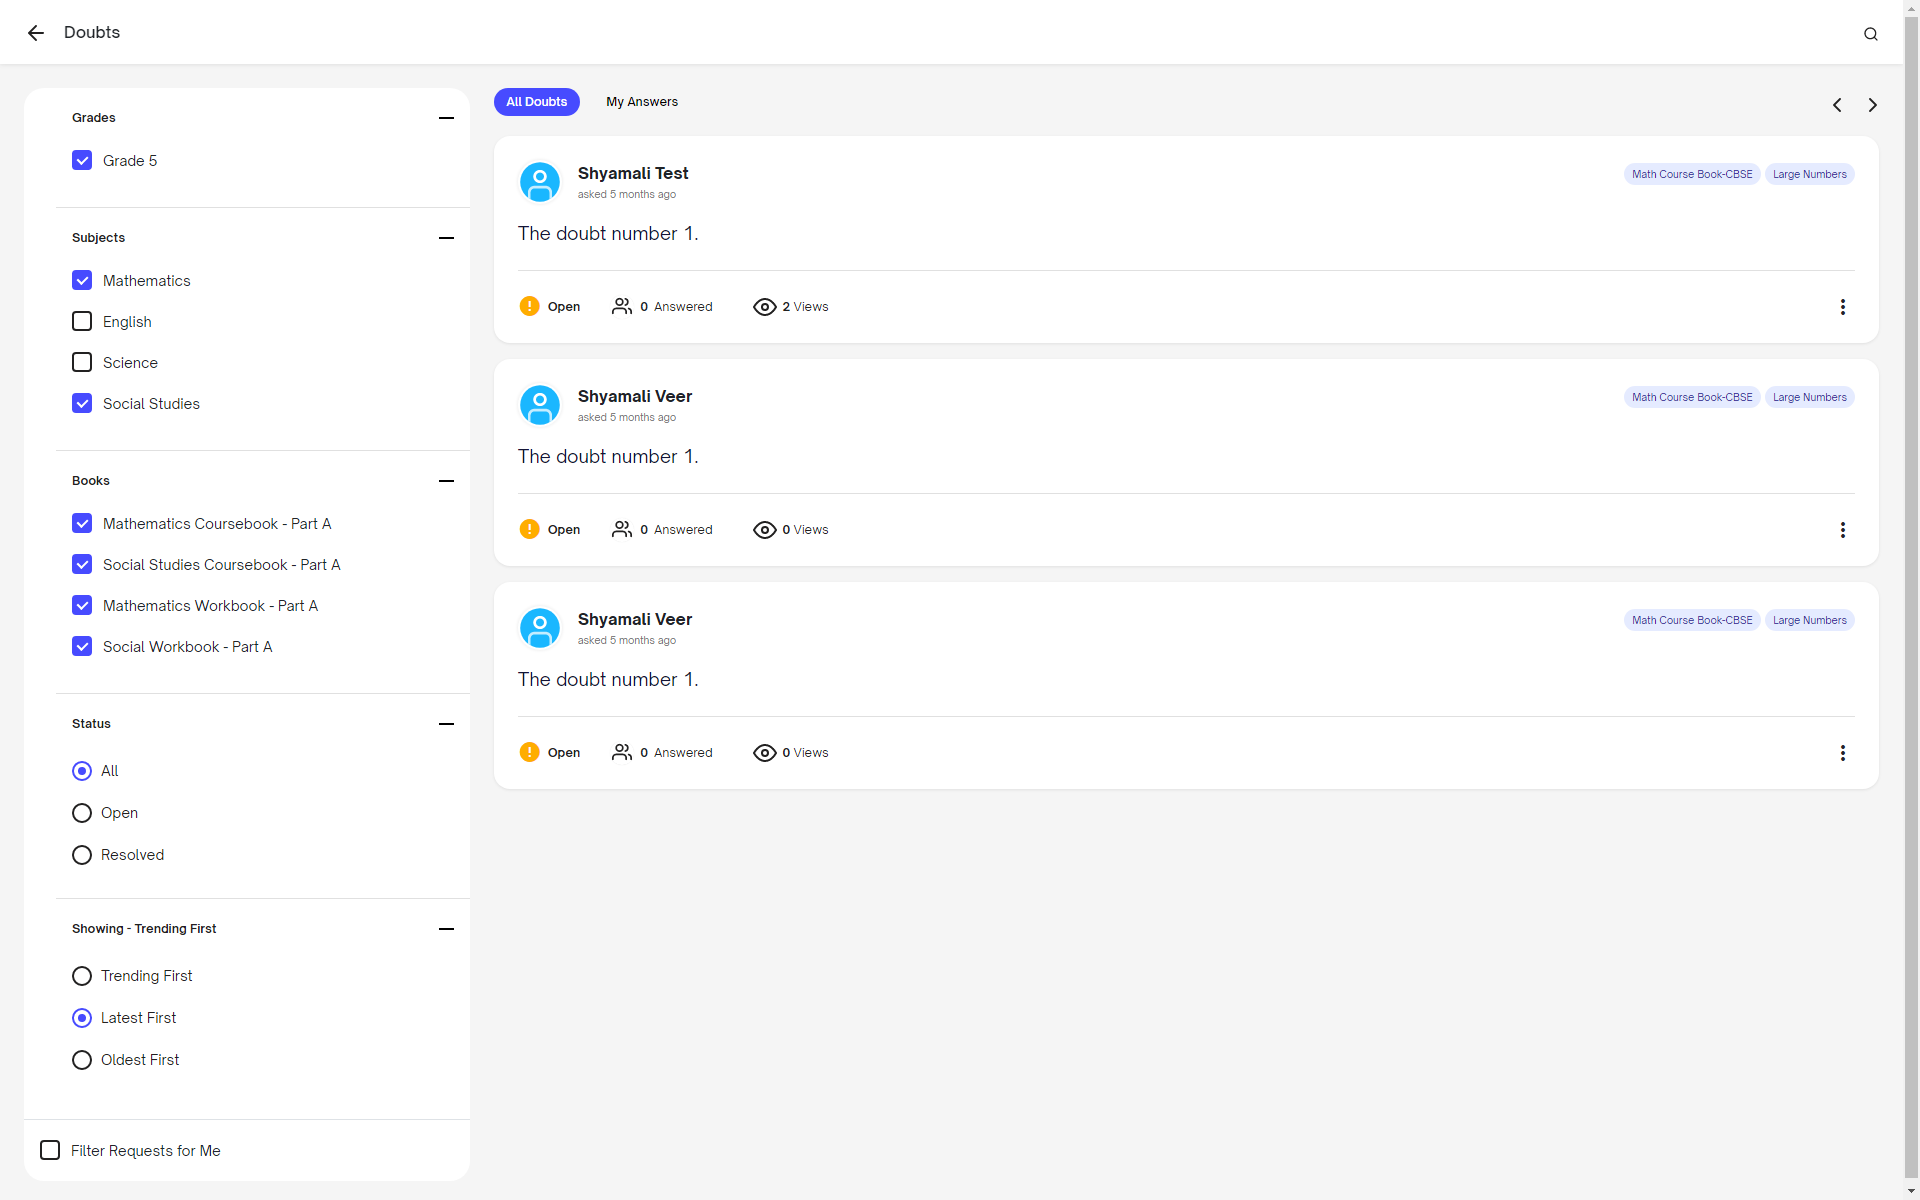 Doubts
Grades
Grade 5
Subjects
Mathematics
English
Science
Social Studies
Books
Mathematics Coursebook - Part A
Social Studies Coursebook - Part A
Mathematics Workbook - Part A
Social Workbook - Part A
Status
All
Open
Resolved
Showing - Trending First
Trending First
Latest First
Oldest First
Filter Requests for Me
All Doubts My Answers
Shyamali Test Math Course Book-CBSE Large Numbers
asked 5 months ago
The doubt number 1.
Open 0 Answered 2 Views
Shyamali Veer Math Course Book-CBSE Large Numbers
asked 5 months ago
The doubt number 1.
Open 0 Answered 0 Views
Shyamali Veer Math Course Book-CBSE Large Numbers
asked 5 months ago
The doubt number 1.
Open 0 Answered 0 Views